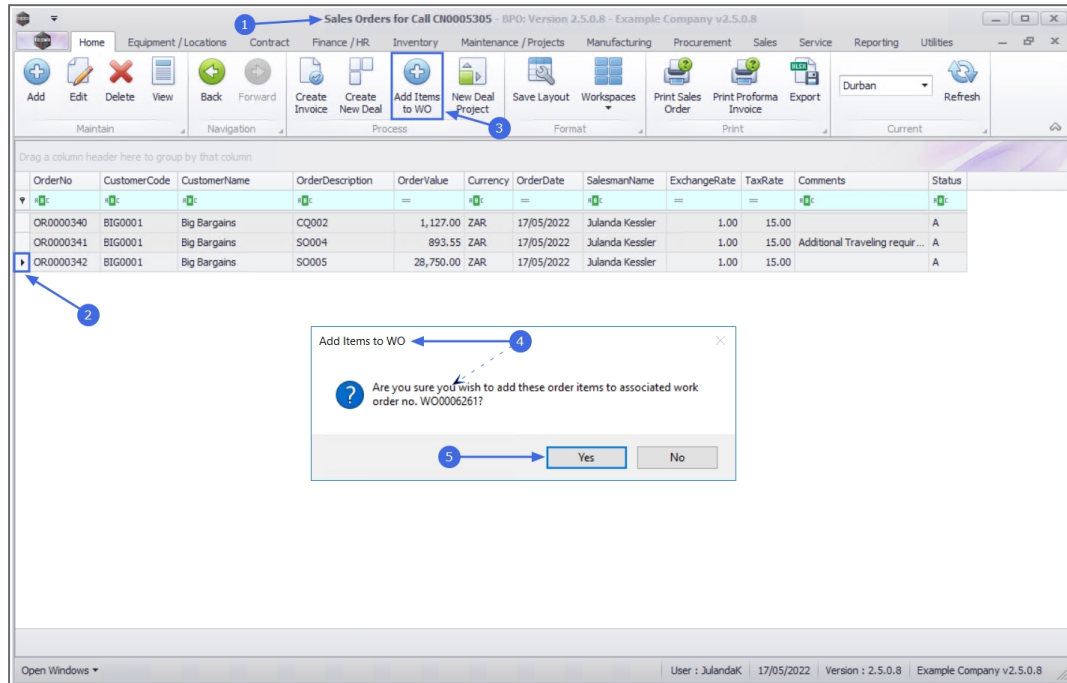 1
Sales Orders for Call CN0005305 - BPO: Version 2.5.0.8 - Example Company v2.5.0.8
Home Equipment / Locations Contract Finance / HR Inventory Maintenance / Projects Manufacturing Procurement Sales Service Reporting Utilities
Add Edit Delete View Back Forward Create Invoice Create New Deal Add Items to WO New Deal Project Save Layout Workspaces Print Sales Order Print Proforma Invoice Export Durban Refresh
Maintain Navigation Process 3 Format Print Current
Drag a column header here to group by that column
OrderNo CustomerCode CustomerName OrderDescription OrderValue Currency OrderDate SalesmanName ExchangeRate TaxRate Comments Status
= = = =
OR0000340 BIG0001 Big Bargains CQ002 1,127.00 ZAR 17/05/2022 Julanda Kessler 1.00 15.00 A
OR0000341 BIG0001 Big Bargains SO004 893.55 ZAR 17/05/2022 Julanda Kessler 1.00 15.00 Additional Traveling requir... A
OR0000342 BIG0001 Big Bargains SO005 28,750.00 ZAR 17/05/2022 Julanda Kessler 1.00 15.00 A
2
Add Items to WO 4
Are you sure you wish to add these order items to associated work
order no. WO0006261?
5 Yes No
Open Windows User : JulandaK 17/05/2022 Version : 2.5.0.8 Example Company v2.5.0.8